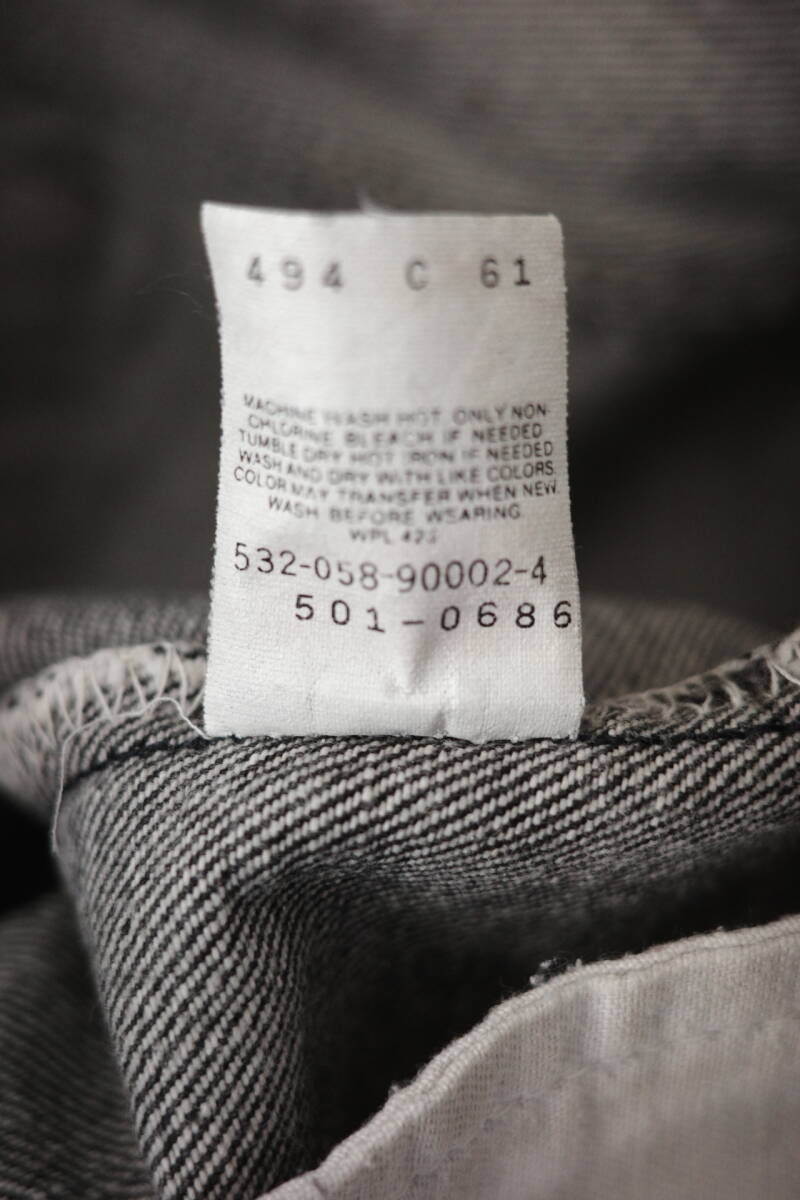 494 C 61
MACHINE WASH HOT ONLY NON-
CHLORINE BLEACH IF NEEDED
TUMBLE DRY HOT IRON IF NEEDED
WASH AND DRY WITH LIKE COLORS.
COLOR MAY TRANSFER WHEN NEW.
WASH BEFORE WEARING.
WPL 423
532-058-90002-4
501-0686